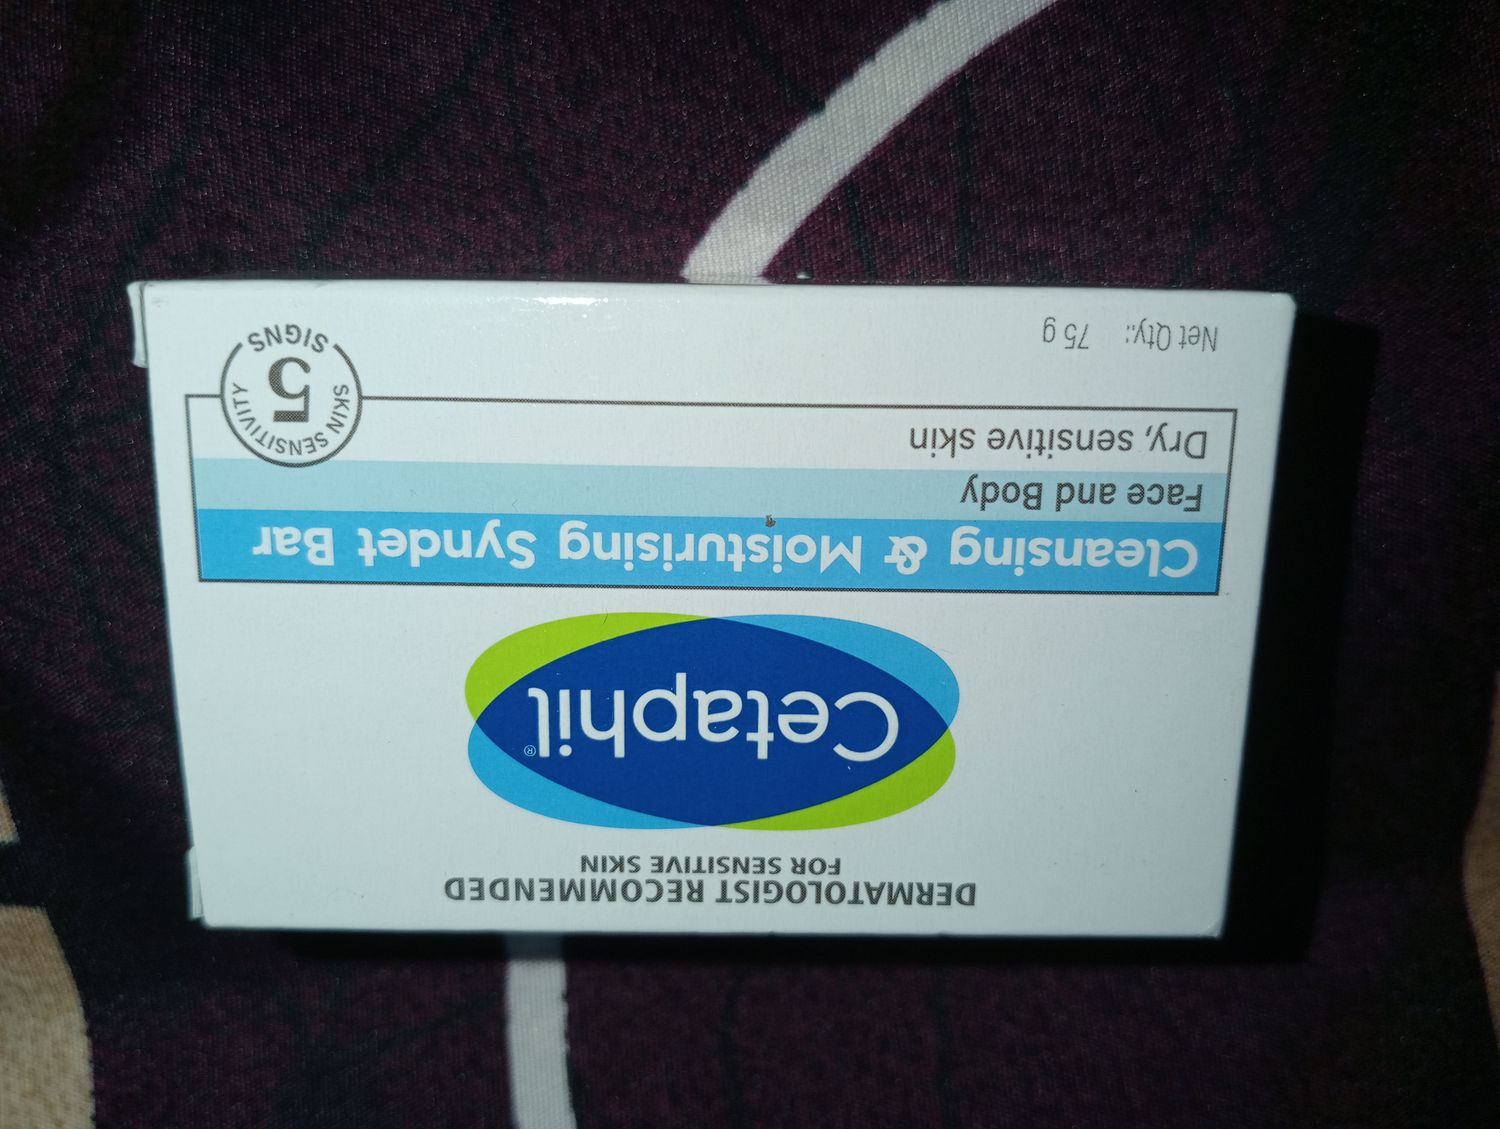 DERMATOLOGIST RECOMMENDED
FOR SENSITIVE SKIN
Cetaphil®
Cleansing & Moisturising Syndet Bar
Face and Body
Dry, sensitive skin
SKIN SENSITIVITY
5
SIGNS
Net Qty.: 75 g